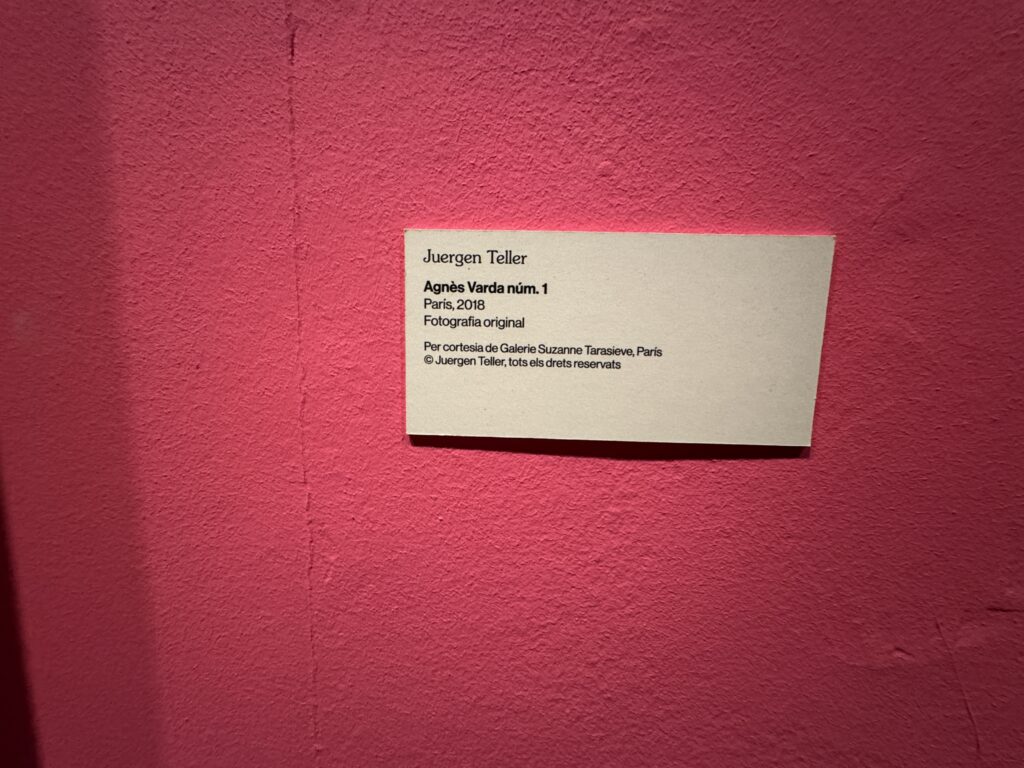 Juergen Teller
Agnès Varda núm. 1
París, 2018
Fotografia original
Per cortesia de Galerie Suzanne Tarasieve, París
© Juergen Teller, tots els drets reservats